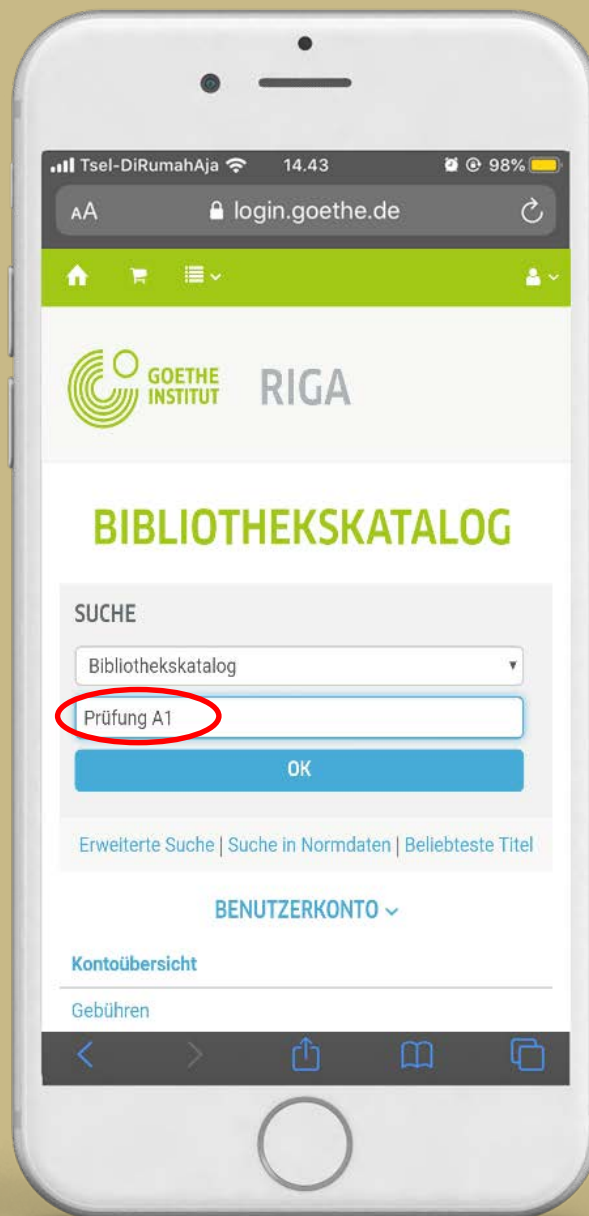 Tsel-DiRumahAja 14.43 98%
AA login.goethe.de
GOETHE
INSTITUT
RIGA
BIBLIOTHEKSKATALOG
SUCHE
Bibliothekskatalog
Prüfung A1
OK
Erweiterte Suche | Suche in Normdaten | Beliebteste Titel
BENUTZERKONTO
Kontoübersicht
Gebühren